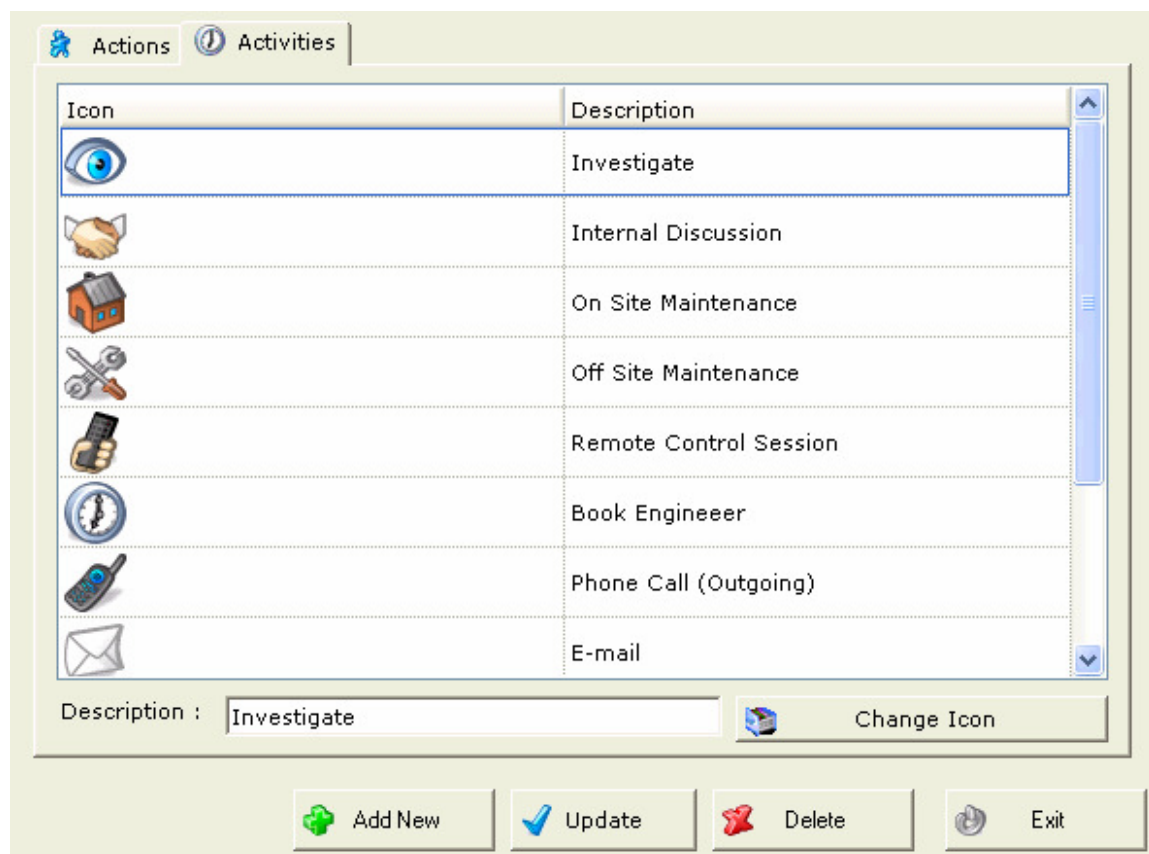 Actions Activities
Icon Description
Investigate
Internal Discussion
On Site Maintenance
Off Site Maintenance
Remote Control Session
Book Engineeer
Phone Call (Outgoing)
E-mail
Description : Investigate Change Icon
Add New Update Delete Exit